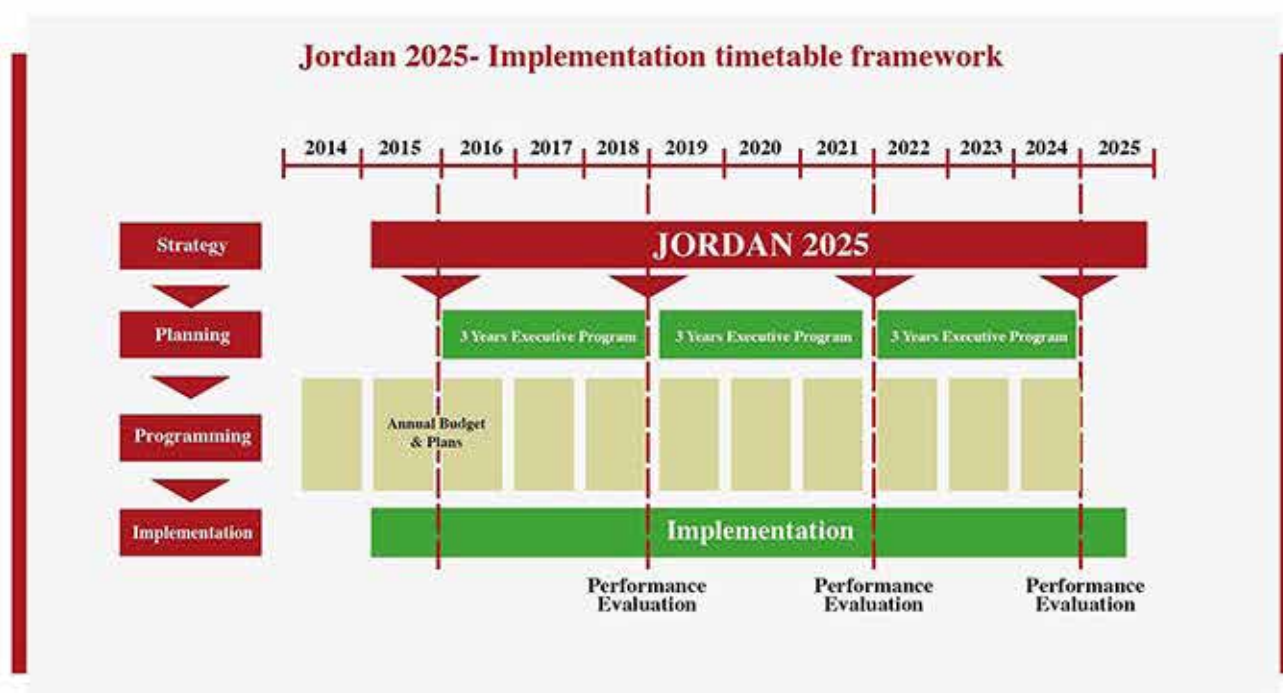 Jordan 2025- Implementation timetable framework
2014 2015 2016 2017 2018 2019 2020 2021 2022 2023 2024 2025
Strategy
JORDAN 2025
Planning
3 Years Executive Program
3 Years Executive Program
3 Years Executive Program
Programming
Annual Budget
& Plans
Implementation
Implementation
Performance
Evaluation
Performance
Evaluation
Performance
Evaluation